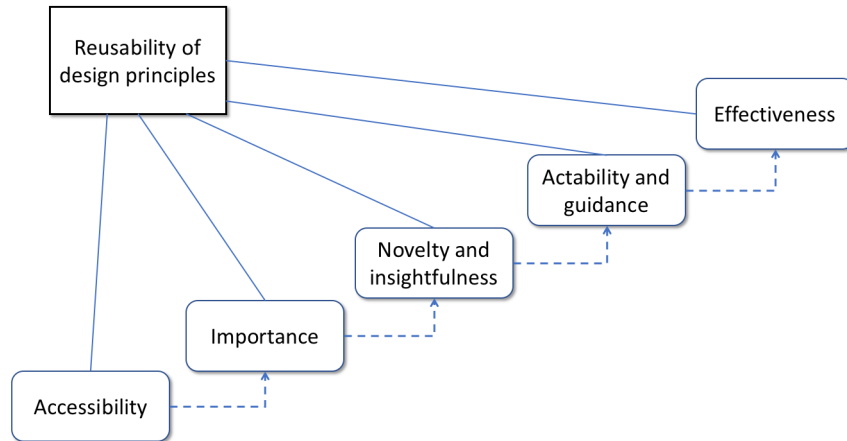 Reusability of
design principles
Effectiveness
Actability and
guidance
Novelty and
insightfulness
Importance
Accessibility